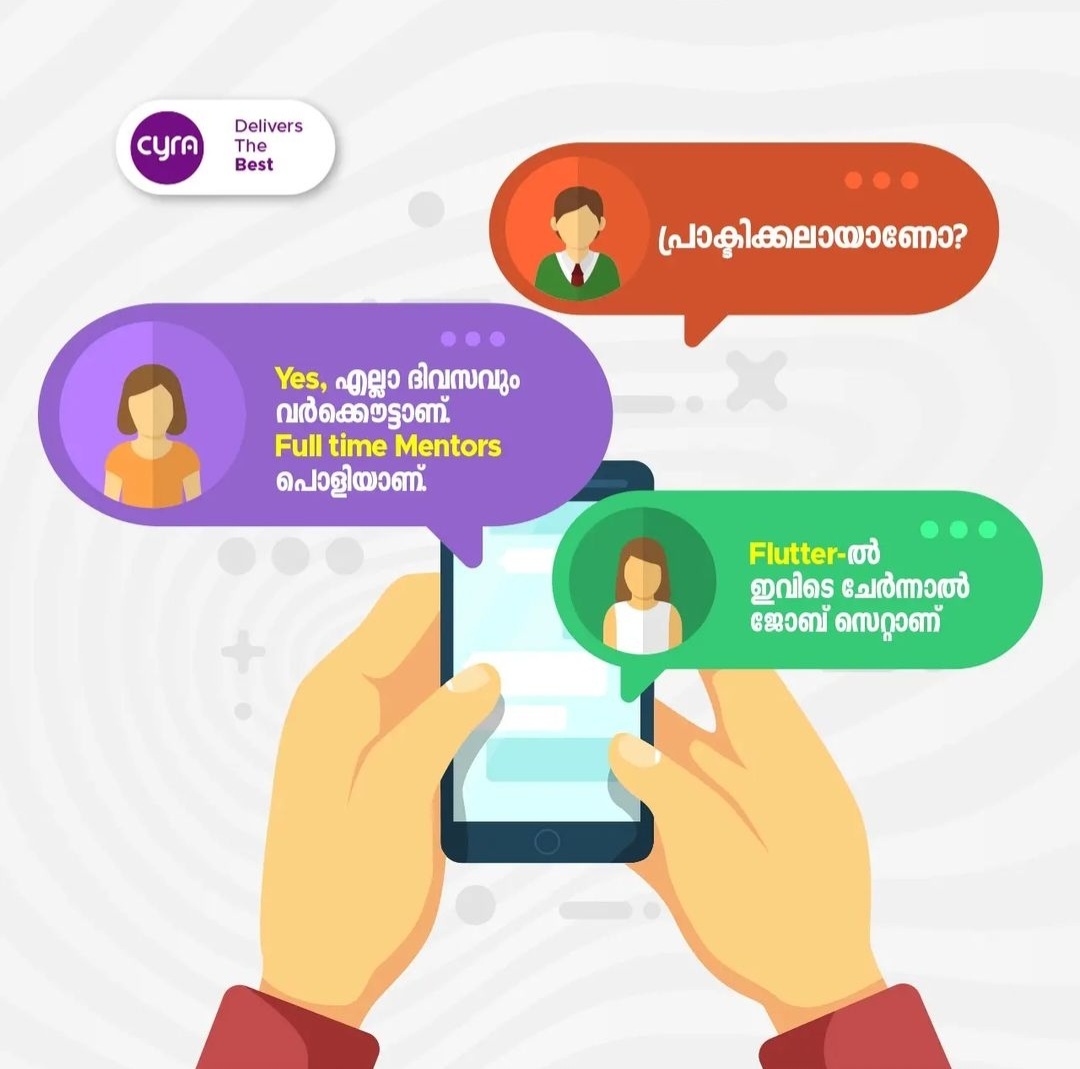 cyra
Delivers
The
Best
പ്രാക്ടിക്കലായാണോ?
Yes, എല്ലാ ദിവസവും
വർക്കൌട്ടാണ്.
Full time Mentors
പൊളിയാണ്.
Flutter-ൽ
ഇവിടെ ചേർന്നാൽ
ജോബ് സെറ്റാണ്